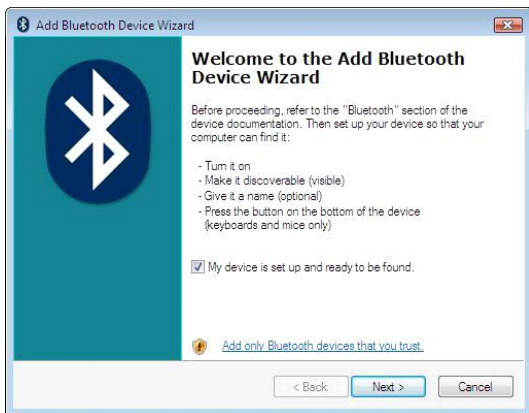 Add Bluetooth Device Wizard
Welcome to the Add Bluetooth
Device Wizard
Before proceeding, refer to the "Bluetooth" section of the
device documentation. Then set up your device so that your
computer can find it:
- Turn it on
- Make it discoverable (visible)
- Give it a name (optional)
- Press the button on the bottom of the device
(keyboards and mice only)
My device is set up and ready to be found.
Add only Bluetooth devices that you trust.
< Back Next > Cancel